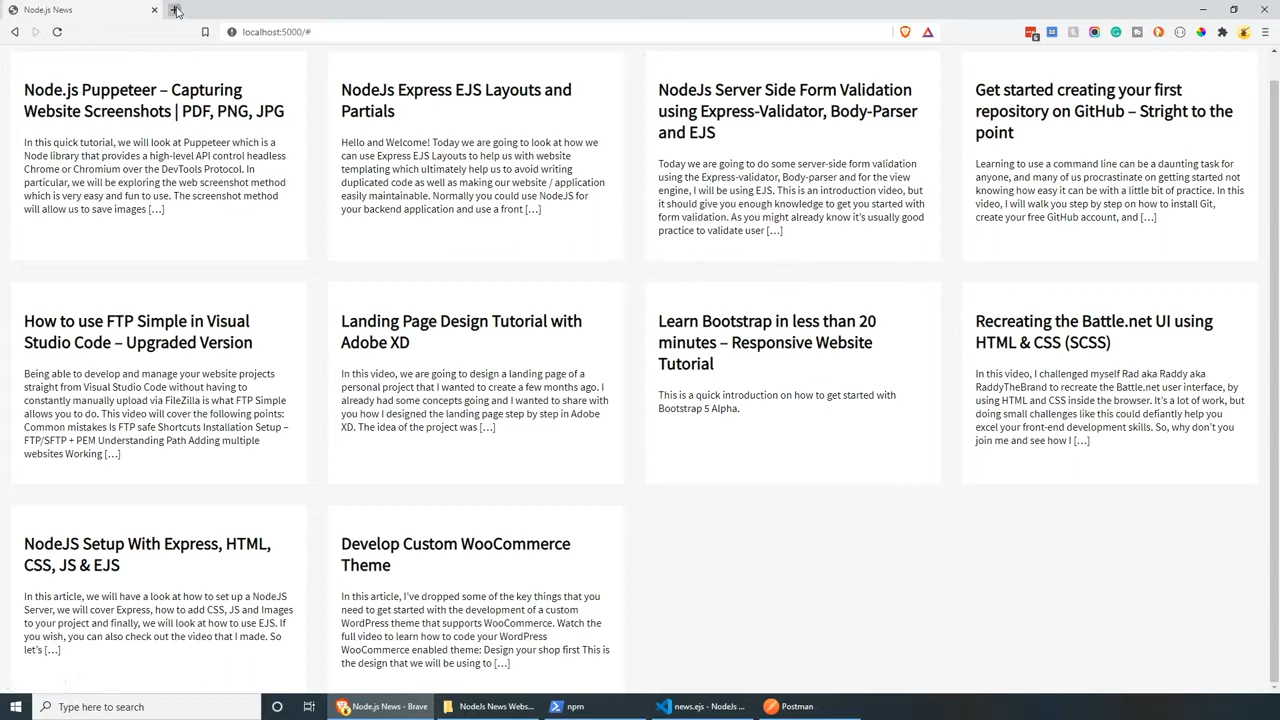 Node.js News
localhost:5000/#
6
Node.js Puppeteer – Capturing
Website Screenshots | PDF, PNG, JPG
In this quick tutorial, we will look at Puppeteer which is a
Node library that provides a high-level API control headless
Chrome or Chromium over the DevTools Protocol. In
particular, we will be exploring the web screenshot method
which is very easy and fun to use. The screenshot method
will allow us to save images […]
NodeJs Express EJS Layouts and
Partials
Hello and Welcome! Today we are going to look at how we
can use Express EJS Layouts to help us with website
templating which ultimately help us to avoid writing
duplicated code as well as making our website / application
easily maintainable. Normally you could use NodeJS for
your backend application and use a front […]
NodeJs Server Side Form Validation
using Express-Validator, Body-Parser
and EJS
Today we are going to do some server-side form validation
using the Express-validator, Body-parser and for the view
engine, I will be using EJS. This is an introduction video, but
it should give you enough knowledge to get you started with
form validation. As you might already know it's usually good
practice to validate user […]
Get started creating your first
repository on GitHub – Stright to the
point
Learning to use a command line can be a daunting task for
anyone, and many of us procrastinate on getting started not
knowing how easy it can be with a little bit of practice. In this
video, I will walk you step by step on how to install Git,
create your free GitHub account, and […]
How to use FTP Simple in Visual
Studio Code – Upgraded Version
Being able to develop and manage your website projects
straight from Visual Studio Code without having to
constantly manually upload via FileZilla is what FTP Simple
allows you to do. This video will cover the following points:
Common mistakes Is FTP safe Shortcuts Installation Setup –
FTP/SFTP + PEM Understanding Path Adding multiple
websites Working […]
Landing Page Design Tutorial with
Adobe XD
In this video, we are going to design a landing page of a
personal project that I wanted to create a few months ago. I
already had some concepts going and I wanted to share with
you how I designed the landing page step by step in Adobe
XD. The idea of the project was […]
Learn Bootstrap in less than 20
minutes – Responsive Website
Tutorial
This is a quick introduction on how to get started with
Bootstrap 5 Alpha.
Recreating the Battle.net UI using
HTML & CSS (SCSS)
In this video, I challenged myself Rad aka Raddy aka
RaddyTheBrand to recreate the Battle.net user interface, by
using HTML and CSS inside the browser. It's a lot of work, but
doing small challenges like this could defiantly help you
excel your front-end development skills. So, why don't you
join me and see how I […]
NodeJS Setup With Express, HTML,
CSS, JS & EJS
In this article, we will have a look at how to set up a NodeJS
Server, we will cover Express, how to add CSS, JS and Images
to your project and finally, we will look at how to use EJS. If
you wish, you can also check out the video that I made. So
let's […]
Develop Custom WooCommerce
Theme
In this article, I've dropped some of the key things that you
need to get started with the development of a custom
WordPress theme that supports WooCommerce. Watch the
full video to learn how to code your WordPress
WooCommerce enabled theme: Design your shop first This is
the design that we will be using to […]
Type here to search
Node.js News - Brave
NodeJs News Webs...
npm
news.ejs - NodeJs ...
Postman